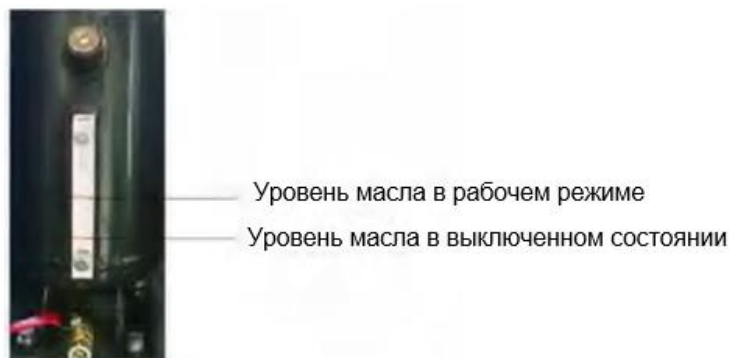 Уровень масла в рабочем режиме
Уровень масла в выключенном состоянии